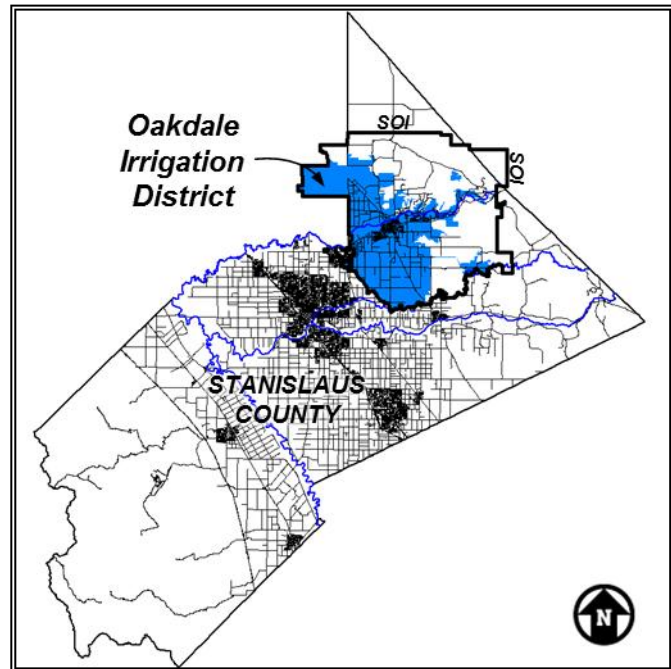 SOI
Oakdale
Irrigation
District
SOI
STANISLAUS
COUNTY
N